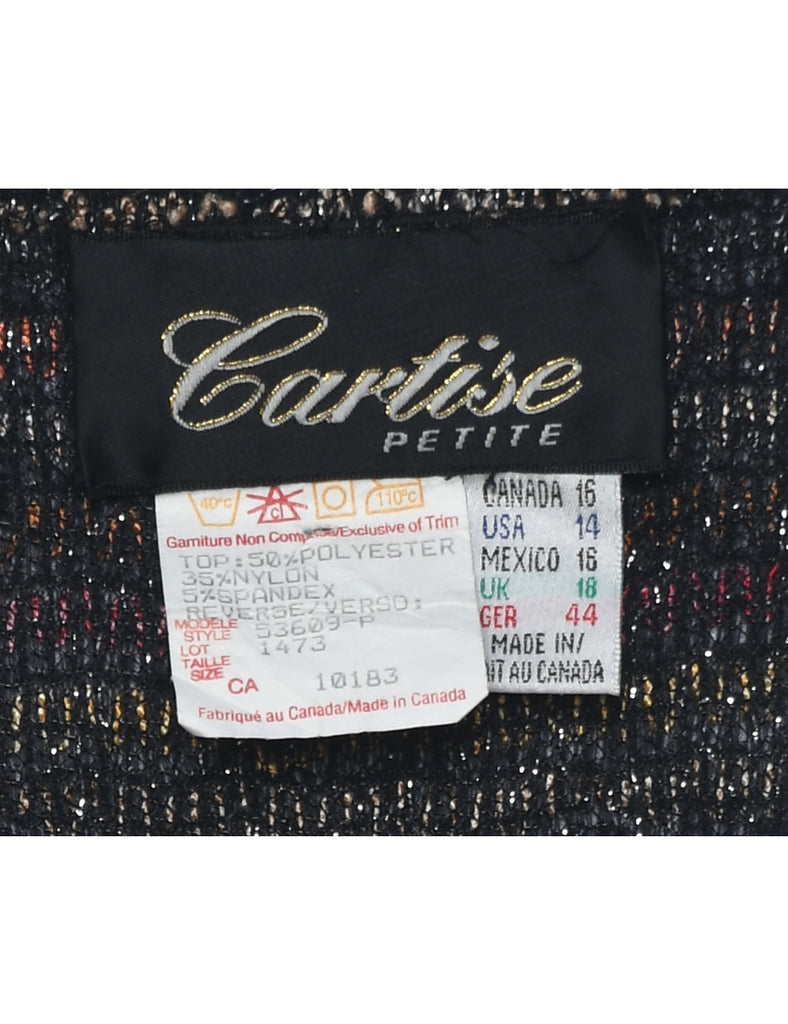 Cartise
PETITE
40°C C 110°C
Garniture Non Comprise/Exclusive of Trim
TOP:50%POLYESTER
35%NYLON
5%SPANDEX
REVERSE/VERSO:
MODÈLE
STYLE 53609-P
LOT 1473
TAILLE
SIZE CA 10183
Fabriqué au Canada/Made in Canada
CANADA 16
USA 14
MEXICO 16
UK 18
GER 44
MADE IN/
IT AU CANADA